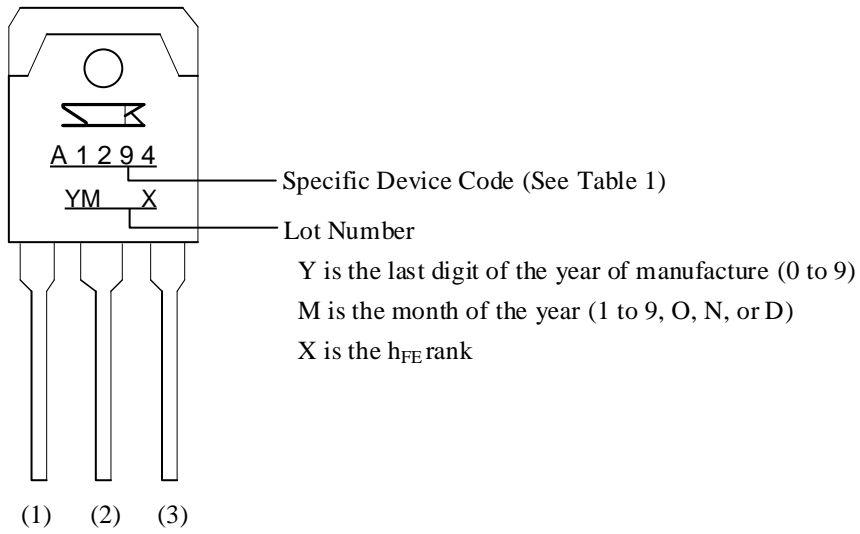 A1294
Specific Device Code (See Table 1)
YM X
Lot Number
Y is the last digit of the year of manufacture (0 to 9)
M is the month of the year (1 to 9, O, N, or D)
X is the hFE rank
(1) (2) (3)